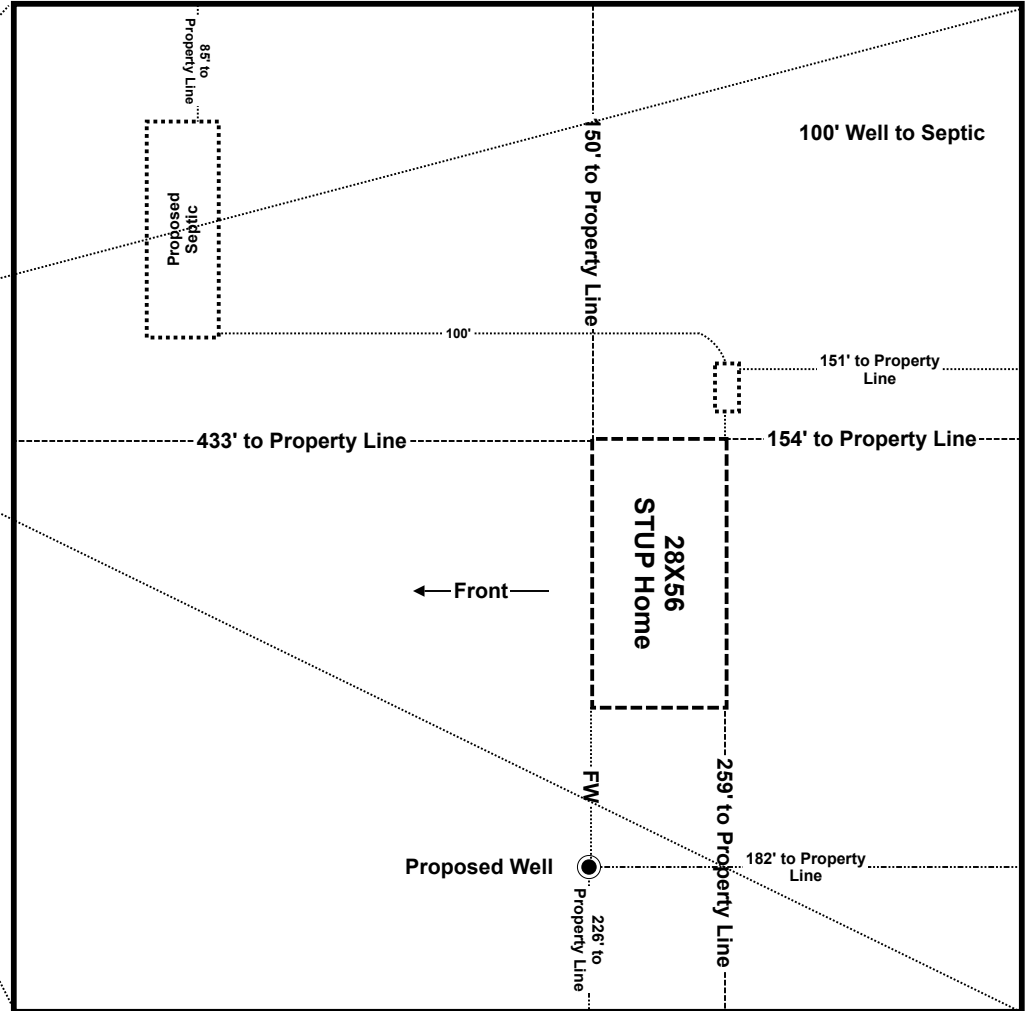 85' to
Property Line
100' Well to Septic
150' to Property Line
Proposed
Septic
100'
151' to Property
Line
433' to Property Line
154' to Property Line
28X56
STUP Home
Front
FW
259' to Property Line
Proposed Well
182' to Property
Line
226' to
Property Line